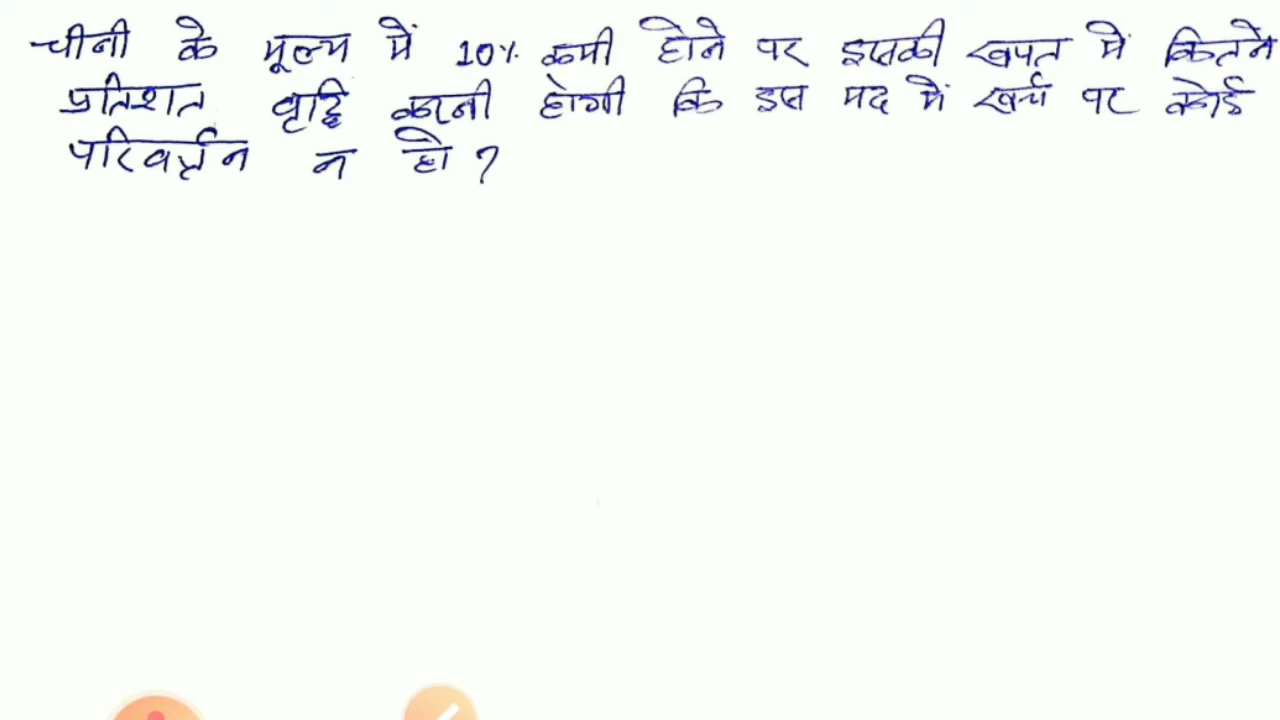 चीनी के मूल्य में 10% कमी होने पर इसकी खपत में कितने
प्रतिशत वृद्धि करनी होगी कि इस मद में खर्च पर कोई
परिवर्त्तन न हो ?